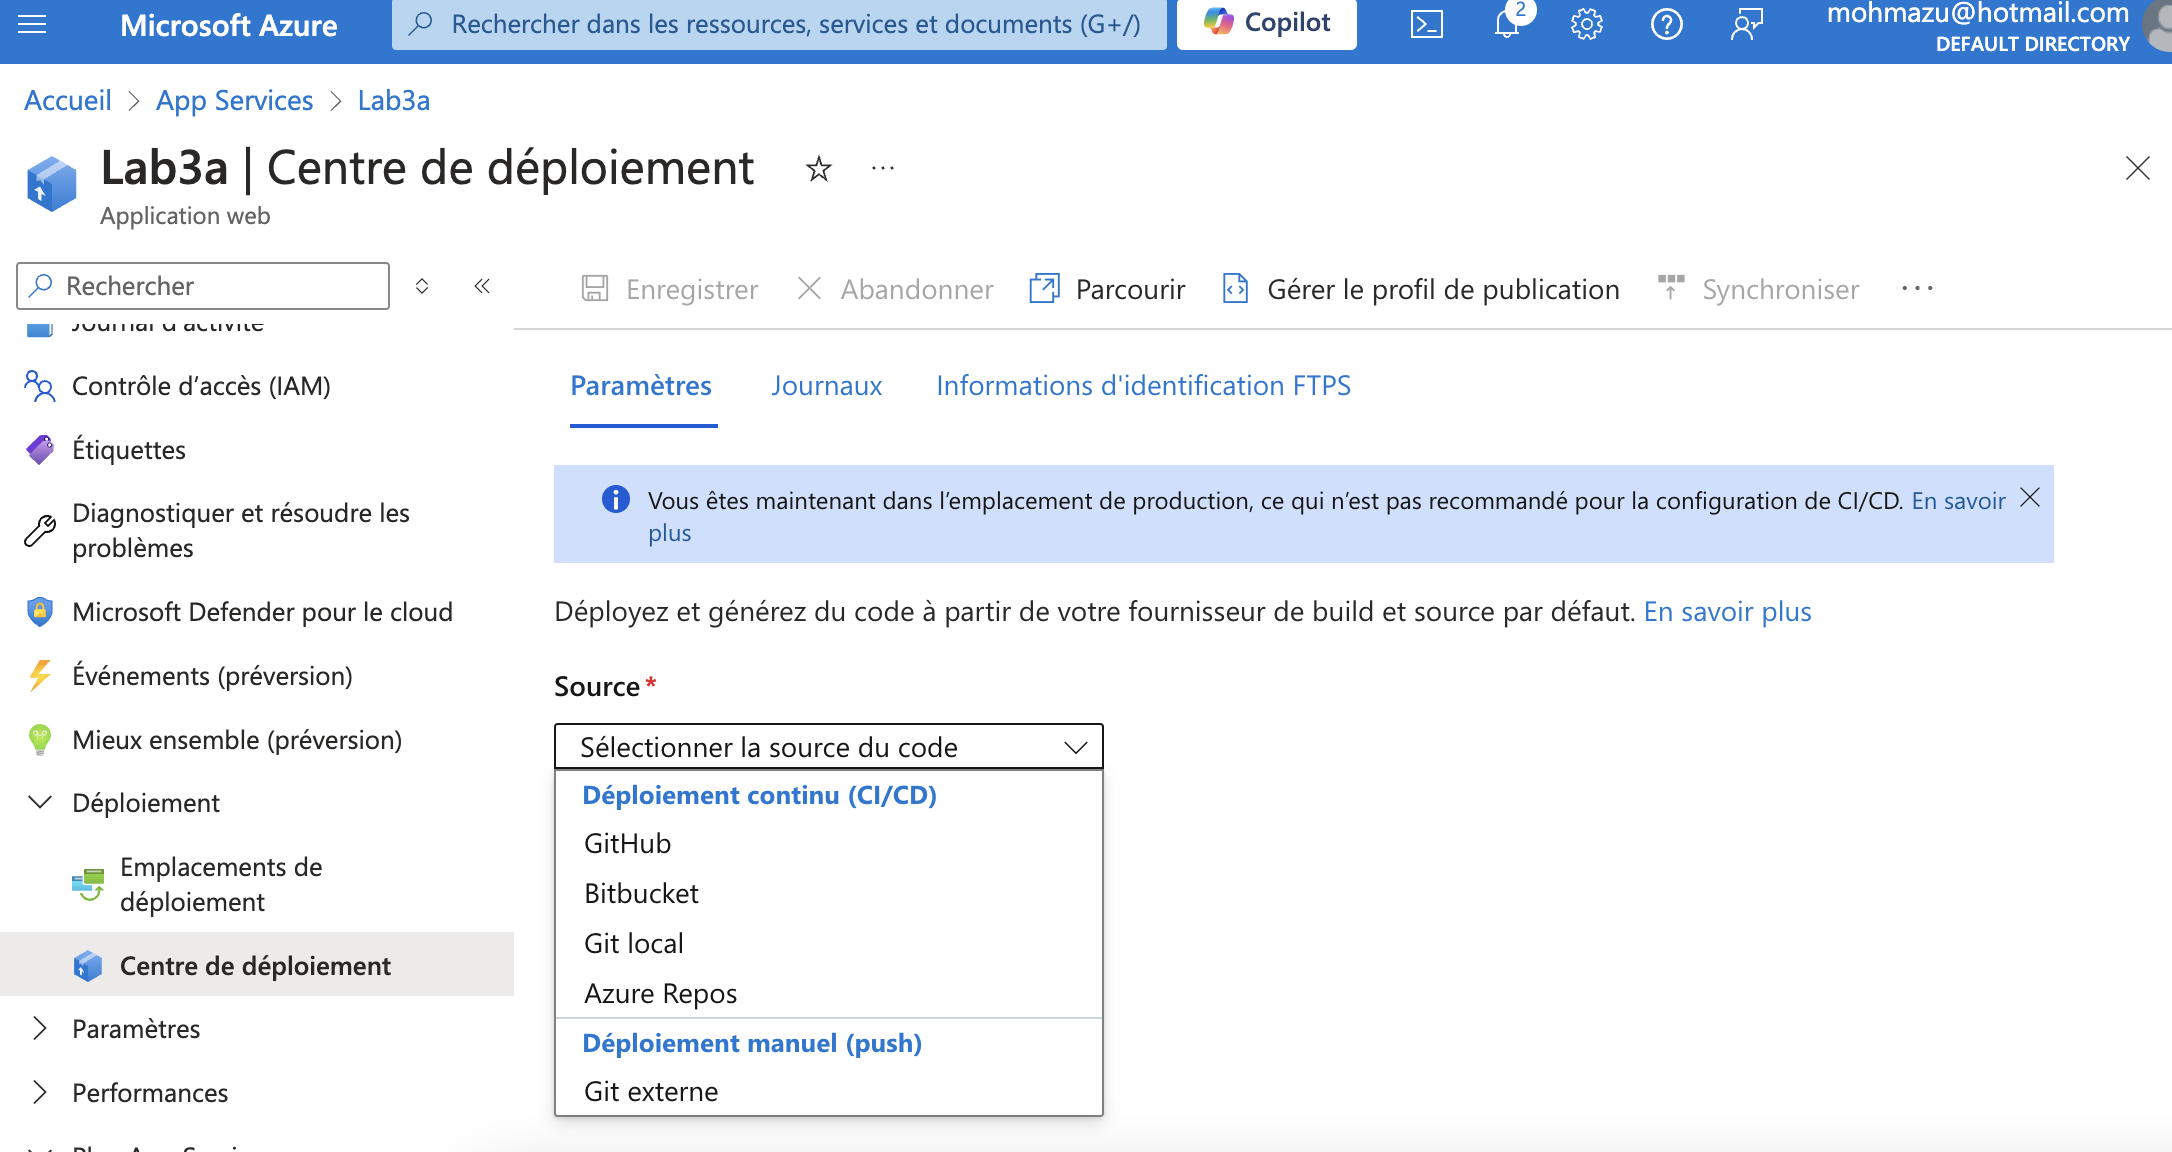 Microsoft Azure
Rechercher dans les ressources, services et documents (G+/)
Copilot
2
mohmazu@hotmail.com
DEFAULT DIRECTORY
Accueil > App Services > Lab3a
Lab3a | Centre de déploiement
Application web
Rechercher
Enregistrer
Abandonner
Parcourir
Gérer le profil de publication
Synchroniser
Journal d'activité
Contrôle d’accès (IAM)
Étiquettes
Diagnostiquer et résoudre les
problèmes
Microsoft Defender pour le cloud
Événements (préversion)
Mieux ensemble (préversion)
Déploiement
Emplacements de
déploiement
Centre de déploiement
Paramètres
Performances
Paramètres
Journaux
Informations d'identification FTPS
Vous êtes maintenant dans l’emplacement de production, ce qui n’est pas recommandé pour la configuration de CI/CD. En savoir
plus
Déployez et générez du code à partir de votre fournisseur de build et source par défaut. En savoir plus
Source *
Sélectionner la source du code
Déploiement continu (CI/CD)
GitHub
Bitbucket
Git local
Azure Repos
Déploiement manuel (push)
Git externe